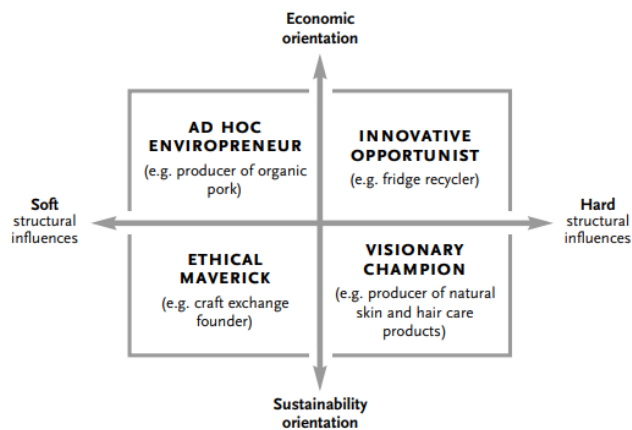 Economic
orientation
AD HOC
ENVIROPRENEUR
(e.g. producer of organic
pork)
INNOVATIVE
OPPORTUNIST
(e.g. fridge recycler)
Soft
structural
influences
Hard
structural
influences
ETHICAL
MAVERICK
(e.g. craft exchange
founder)
VISIONARY
CHAMPION
(e.g. producer of natural
skin and hair care
products)
Sustainability
orientation